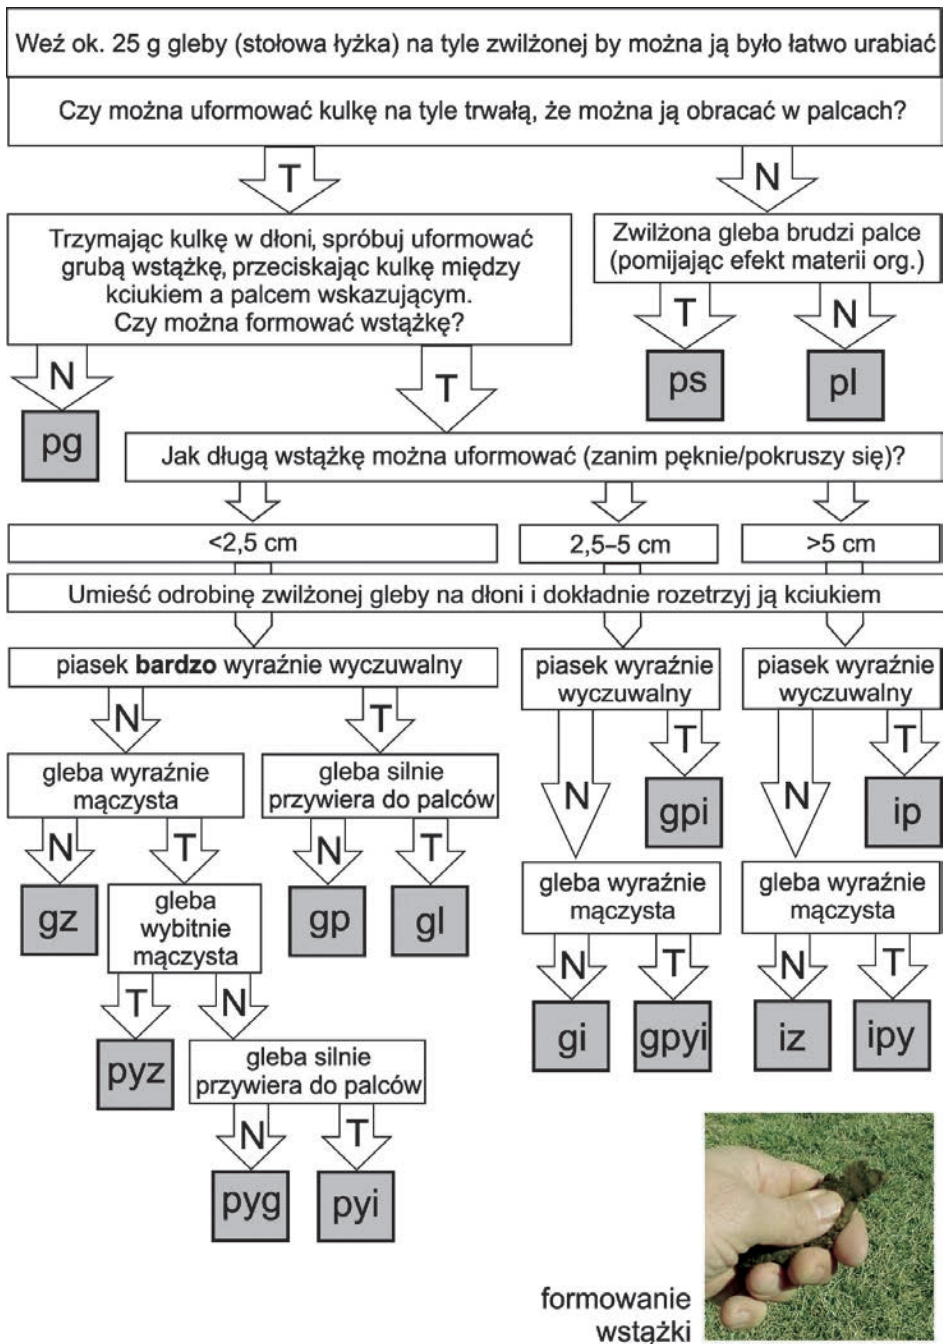 Weź ok. 25 g gleby (stołowa łyżka) na tyle zwilżonej by można ją było łatwo urabiać
Czy można uformować kulkę na tyle trwałą, że można ją obracać w palcach?
T
N
Trzymając kulkę w dłoni, spróbuj uformować
grubą wstążkę, przeciskając kulkę między
kciukiem a palcem wskazującym.
Czy można formować wstążkę?
Zwilżona gleba brudzi palce
(pomijając efekt materii org.)
T
N
ps
pl
N
T
pg
Jak długą wstążkę można uformować (zanim pęknie/pokruszy się)?
<2,5 cm
2,5–5 cm
>5 cm
Umieść odrobinę zwilżonej gleby na dłoni i dokładnie rozetrzyj ją kciukiem
piasek bardzo wyraźnie wyczuwalny
piasek wyraźnie
wyczuwalny
piasek wyraźnie
wyczuwalny
N
T
N
T
N
T
gleba wyraźnie
mączysta
gleba silnie
przywiera do palców
gpi
ip
N
T
N
T
gz
gleba
wybitnie
mączysta
gp
gl
gleba wyraźnie
mączysta
gleba wyraźnie
mączysta
T
N
N
T
N
T
pyz
gleba silnie
przywiera do palców
gi
gpyi
iz
ipy
N
T
pyg
pyi
formowanie
wstążki